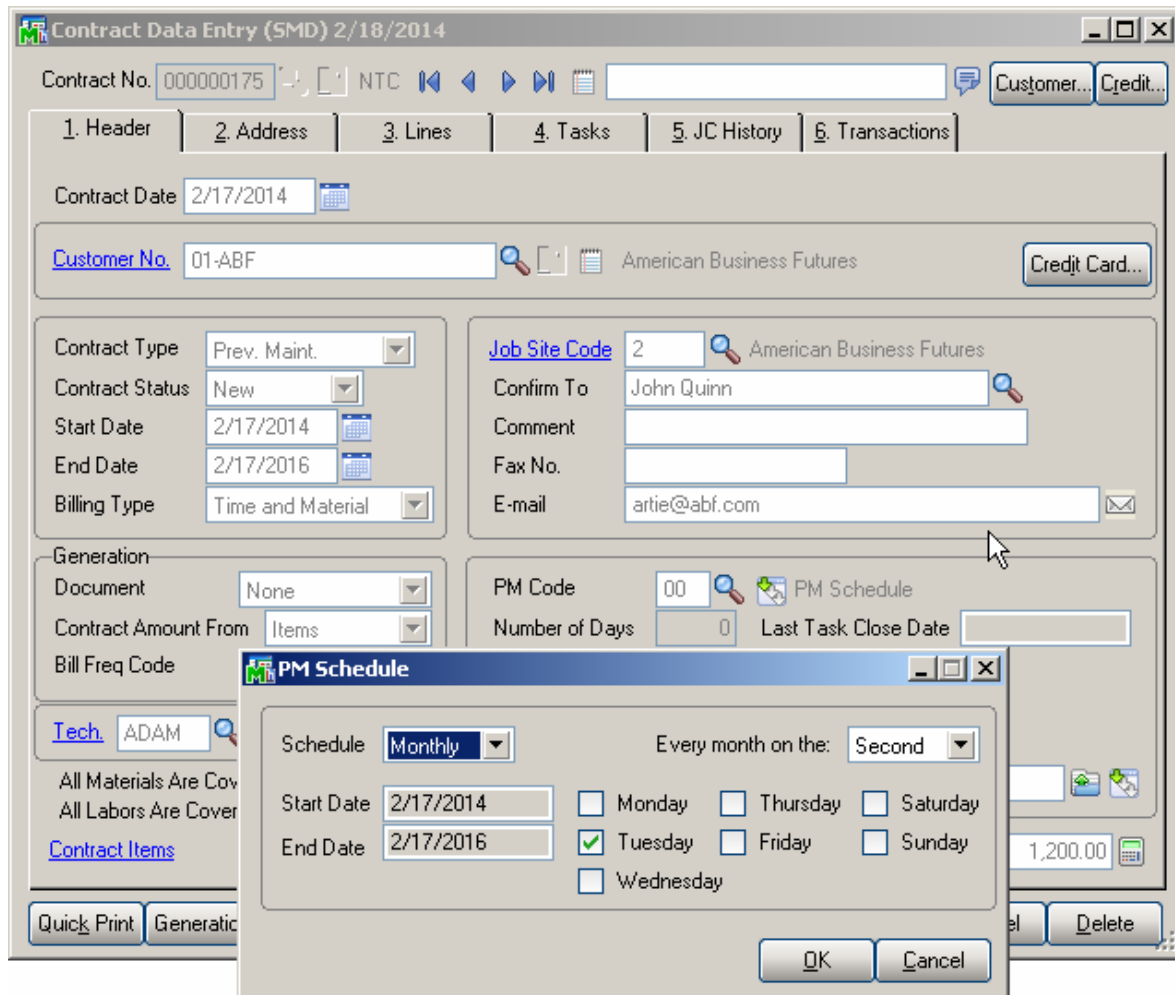 Contract Data Entry (SMD) 2/18/2014
Contract No. 000000175 NTC Customer... Credit...
1. Header 2. Address 3. Lines 4. Tasks 5. JC History 6. Transactions
Contract Date 2/17/2014
Customer No. 01-ABF American Business Futures Credit Card...
Contract Type Prev. Maint.
Contract Status New
Start Date 2/17/2014
End Date 2/17/2016
Billing Type Time and Material
Job Site Code 2 American Business Futures
Confirm To John Quinn
Comment
Fax No.
E-mail artie@abf.com
Generation
Document None
Contract Amount From Items
Bill Freq Code
PM Code 00 PM Schedule
Number of Days 0 Last Task Close Date
Tech. ADAM
All Materials Are Cov
All Labors Are Cover
Contract Items 1,200.00
Quick Print Generatio el Delete
PM Schedule
Schedule Monthly Every month on the: Second
Start Date 2/17/2014 Monday Thursday Saturday
End Date 2/17/2016 Tuesday Friday Sunday
Wednesday
OK Cancel